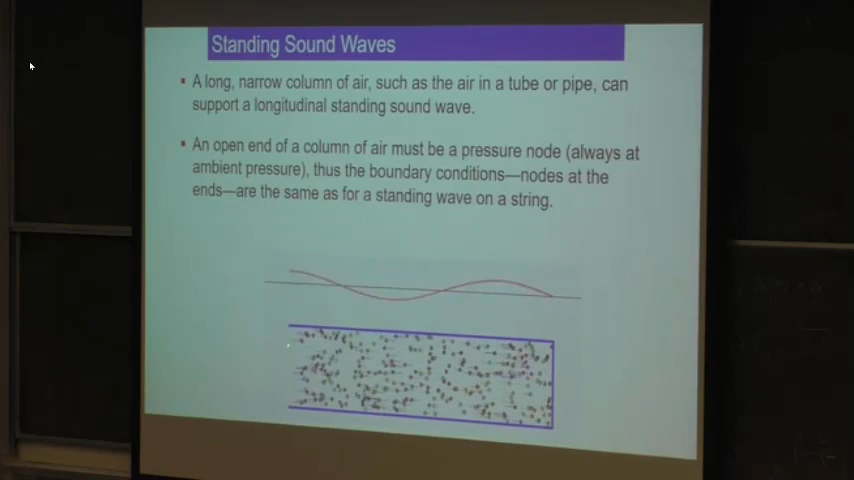 Standing Sound Waves
▪ A long, narrow column of air, such as the air in a tube or pipe, can
support a longitudinal standing sound wave.
▪ An open end of a column of air must be a pressure node (always at
ambient pressure), thus the boundary conditions—nodes at the
ends—are the same as for a standing wave on a string.